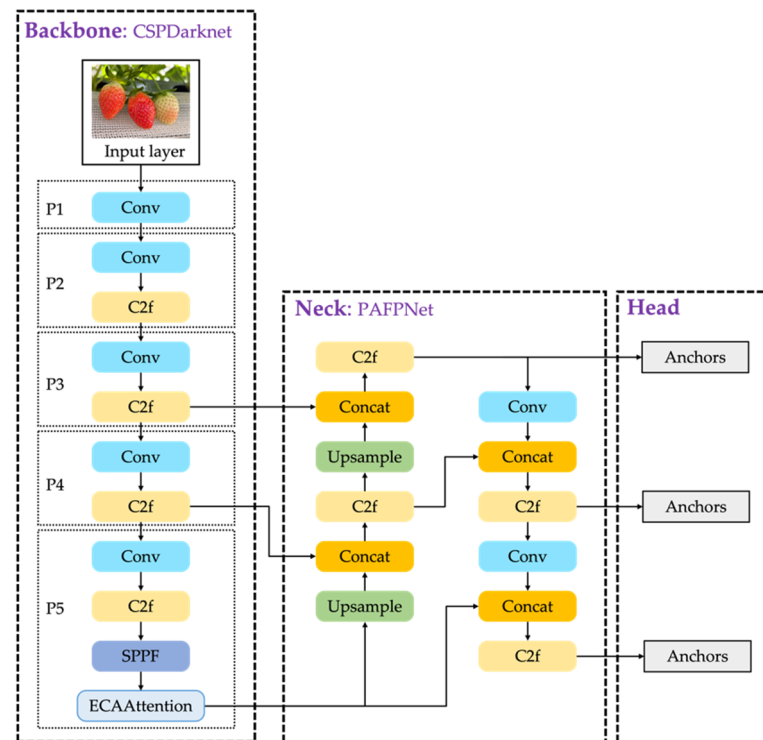 Backbone: CSPDarknet
Input layer
P1
Conv
P2
Conv
C2f
P3
Conv
C2f
P4
Conv
C2f
P5
Conv
C2f
SPPF
ECAAttention
Neck: PAFPNet
C2f
Concat
Upsample
C2f
Concat
Upsample
Conv
Concat
C2f
Conv
Concat
C2f
Head
Anchors
Anchors
Anchors